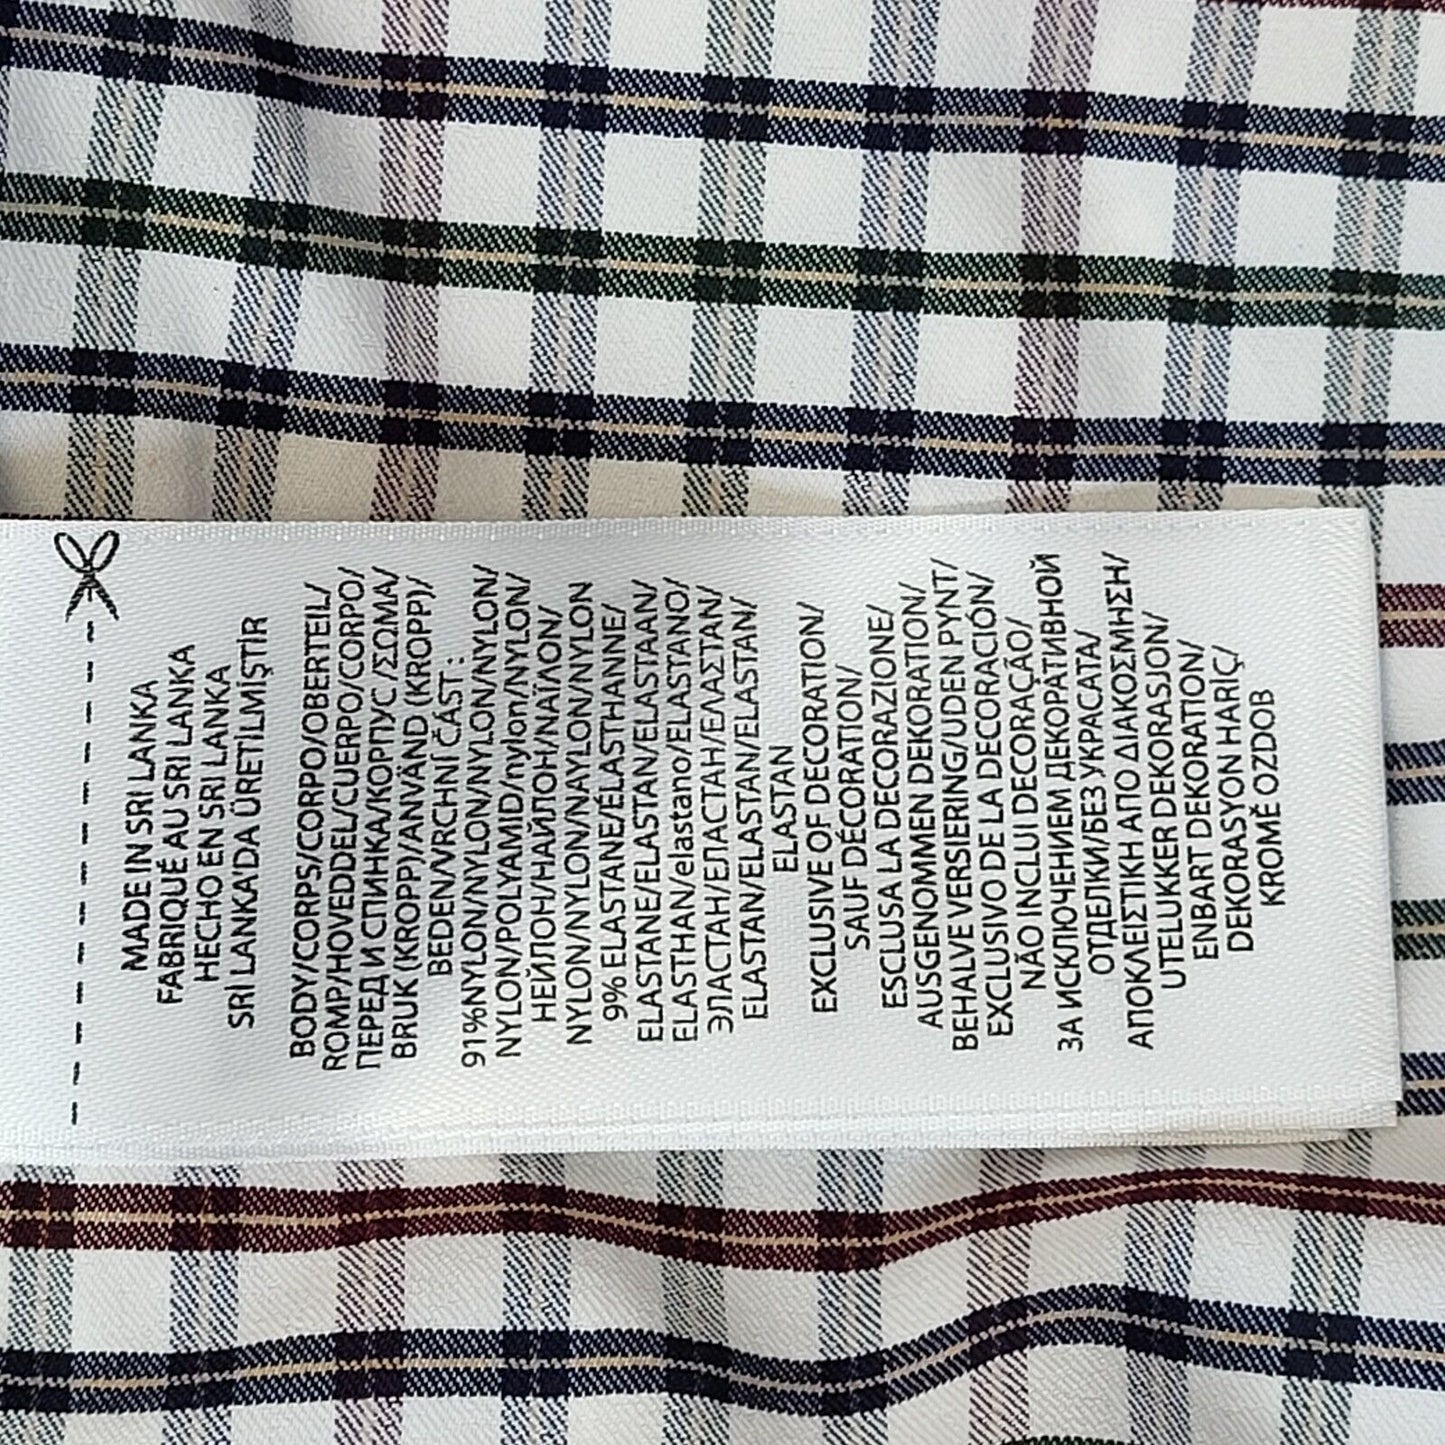 MADE IN SRI LANKA
FABRIQUÉ AU SRI LANKA
HECHO EN SRI LANKA
SRİ LANKA'DA ÜRETİLMİŞTİR
BODY/CORPS/CORPO/OBERTEIL/
ROMP/HOVEDDEL/CUERPO/CORPO/
ПЕРЕД И СПИНКА/КОРПУС /ΣΩΜΑ/
BRUK (KROPP)/ANVÄND (KROPP)/
BEDEN/VRCHNÍ ČÁST :
91%NYLON/NYLON/NYLON/NYLON/
NYLON/POLYAMID/nylon/NYLON/
НЕЙЛОН/НАЙЛОН/ΝΑΪΛΟΝ/
NYLON/NYLON/NAYLON/NYLON
9% ELASTANE/ÉLASTHANNE/
ELASTANE/ELASTAN/ELASTAAN/
ELASTHAN/elastano/ELASTANO/
ЭЛАСТАН/ЕЛАСТАН/ΕΛΑΣΤΑΝ/
ELASTAN/ELASTAN/ELASTAN/
ELASTAN
EXCLUSIVE OF DECORATION/
SAUF DÉCORATION/
ESCLUSA LA DECORAZIONE/
AUSGENOMMEN DEKORATION/
BEHALVE VERSIERING/UDEN PYNT/
EXCLUSIVO DE LA DECORACIÓN/
NÃO INCLUI DECORAÇÃO/
ЗА ИСКЛЮЧЕНИЕМ ДЕКОРАТИВНОЙ
ОТДЕЛКИ/БЕЗ УКРАСАТА/
ΑΠΟΚΛΕΙΣΤΙΚΗ ΑΠΟ ΔΙΑΚΟΣΜΗΣΗ/
UTELUKKER DEKORASJON/
ENBART DEKORATION/
DEKORASYON HARİÇ/
KROMĚ OZDOB